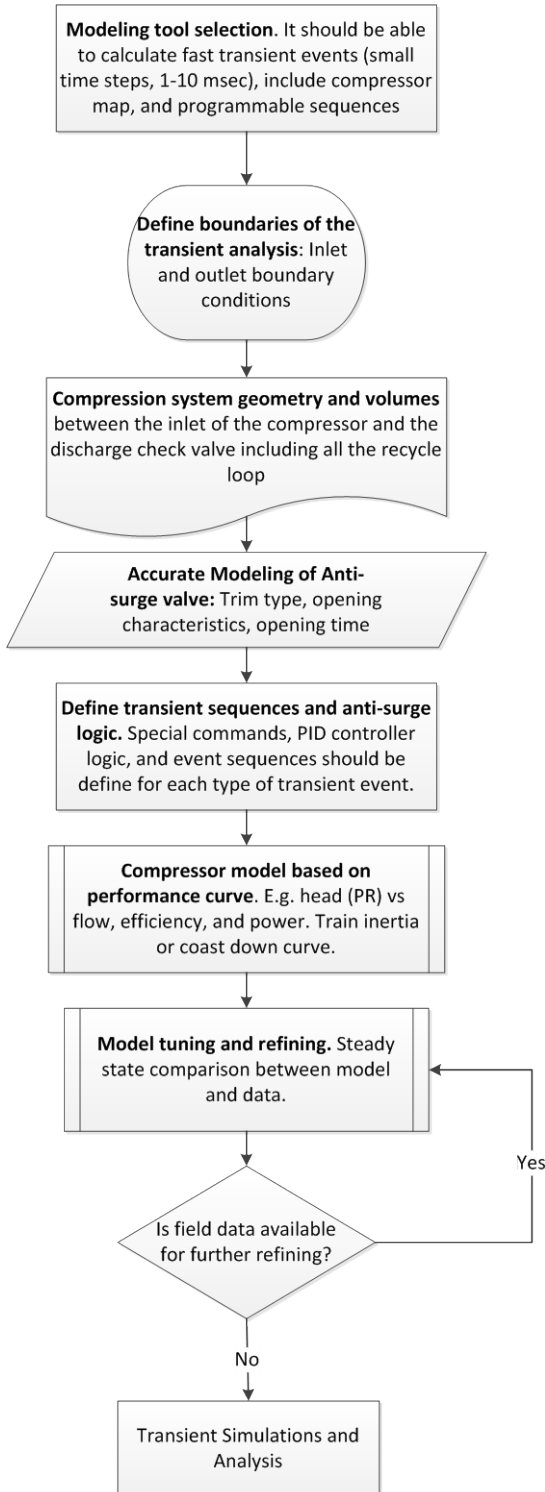 Modeling tool selection. It should be able
to calculate fast transient events (small
time steps, 1-10 msec), include compressor
map, and programmable sequences
Define boundaries of the
transient analysis: Inlet
and outlet boundary
conditions
Compression system geometry and volumes
between the inlet of the compressor and the
discharge check valve including all the recycle
loop
Accurate Modeling of Anti-
surge valve: Trim type, opening
characteristics, opening time
Define transient sequences and anti-surge
logic. Special commands, PID controller
logic, and event sequences should be
define for each type of transient event.
Compressor model based on
performance curve. E.g. head (PR) vs
flow, efficiency, and power. Train inertia
or coast down curve.
Model tuning and refining. Steady
state comparison between model
and data.
Yes
Is field data available
for further refining?
No
Transient Simulations and
Analysis